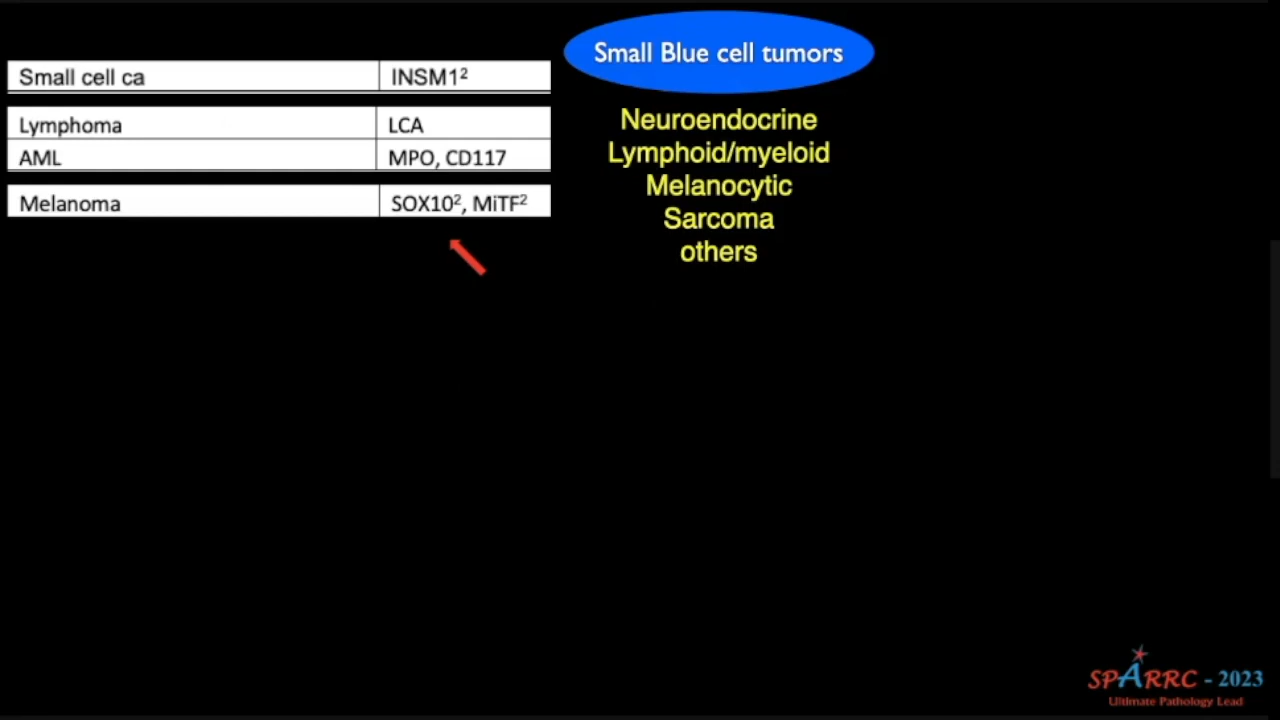 Small Blue cell tumors
Small cell ca INSM1²
Lymphoma LCA
AML MPO, CD117
Melanoma SOX10², MiTF²
Neuroendocrine
Lymphoid/myeloid
Melanocytic
Sarcoma
others
SPARRC - 2023
Ultimate Pathology Lead